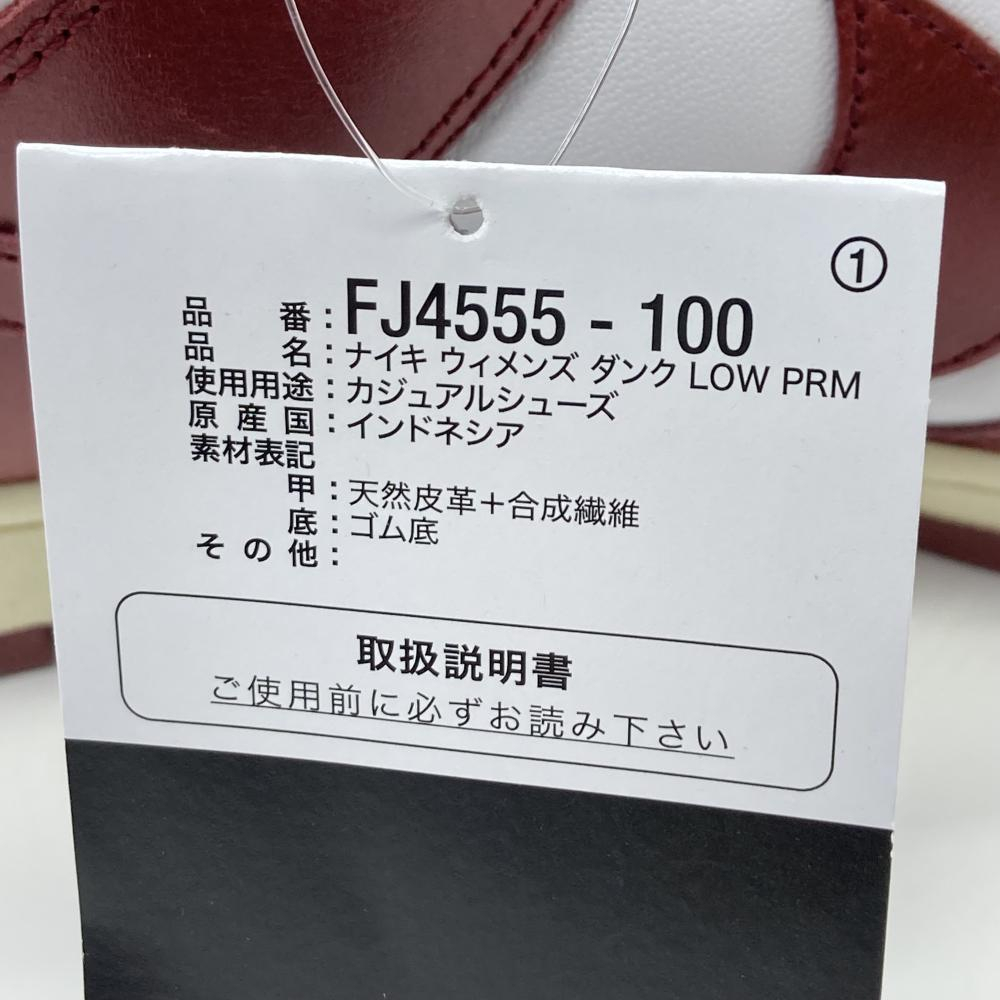 ①
品 番：FJ4555 - 100
品 名：ナイキ ウィメンズ ダンク LOW PRM
使用用途：カジュアルシューズ
原 産 国：インドネシア
素材表記
甲：天然皮革＋合成繊維
底：ゴム底
そ の 他：
取扱説明書
ご使用前に必ずお読み下さい